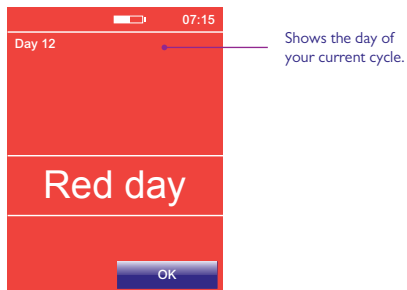 07:15
Day 12
Shows the day of
your current cycle.
Red day
OK